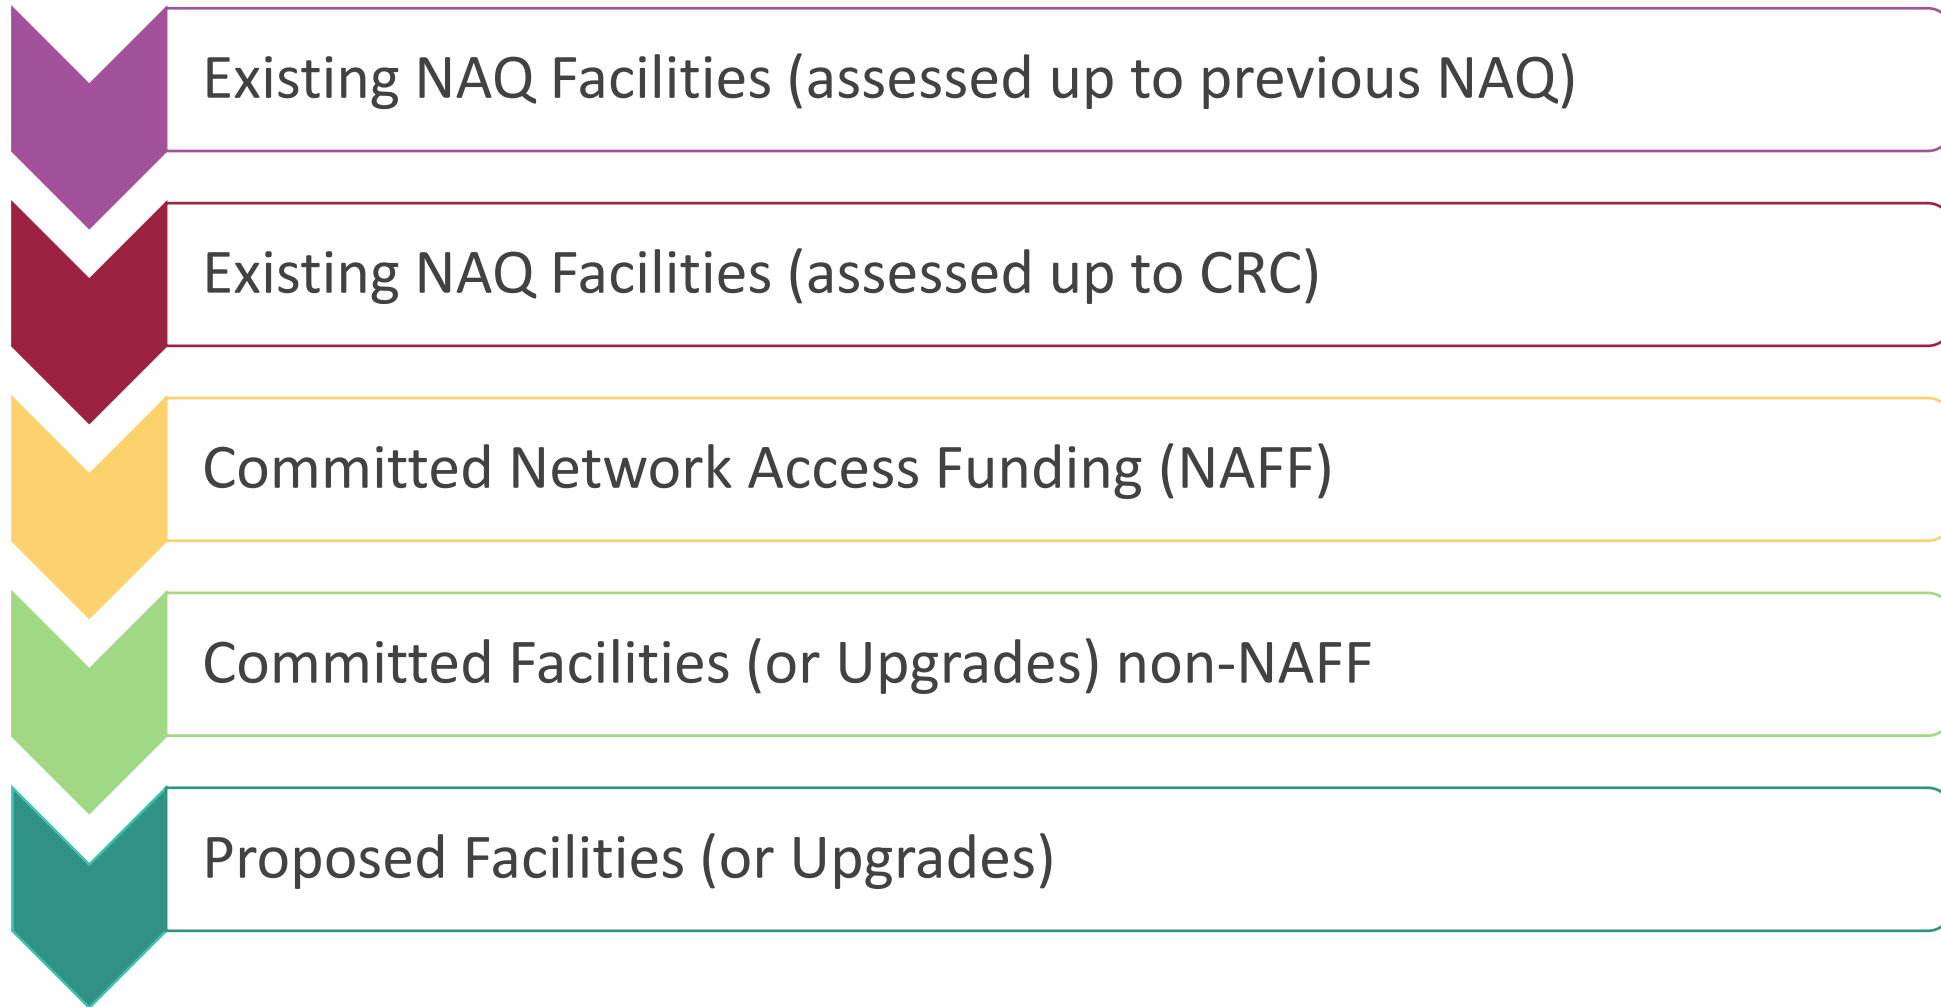 Existing NAQ Facilities (assessed up to previous NAQ)
Existing NAQ Facilities (assessed up to CRC)
Committed Network Access Funding (NAFF)
Committed Facilities (or Upgrades) non-NAFF
Proposed Facilities (or Upgrades)